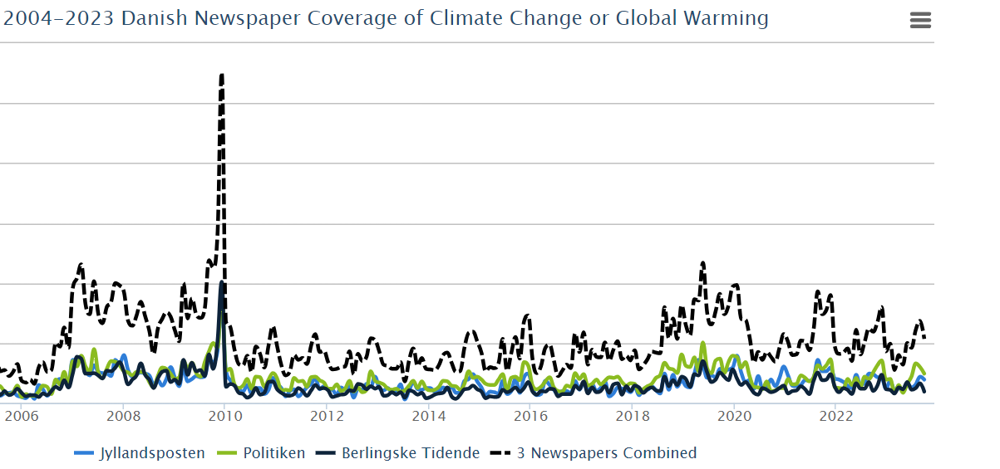 2004–2023 Danish Newspaper Coverage of Climate Change or Global Warming
2006 2008 2010 2012 2014 2016 2018 2020 2022
Jyllandsposten Politiken Berlingske Tidende 3 Newspapers Combined